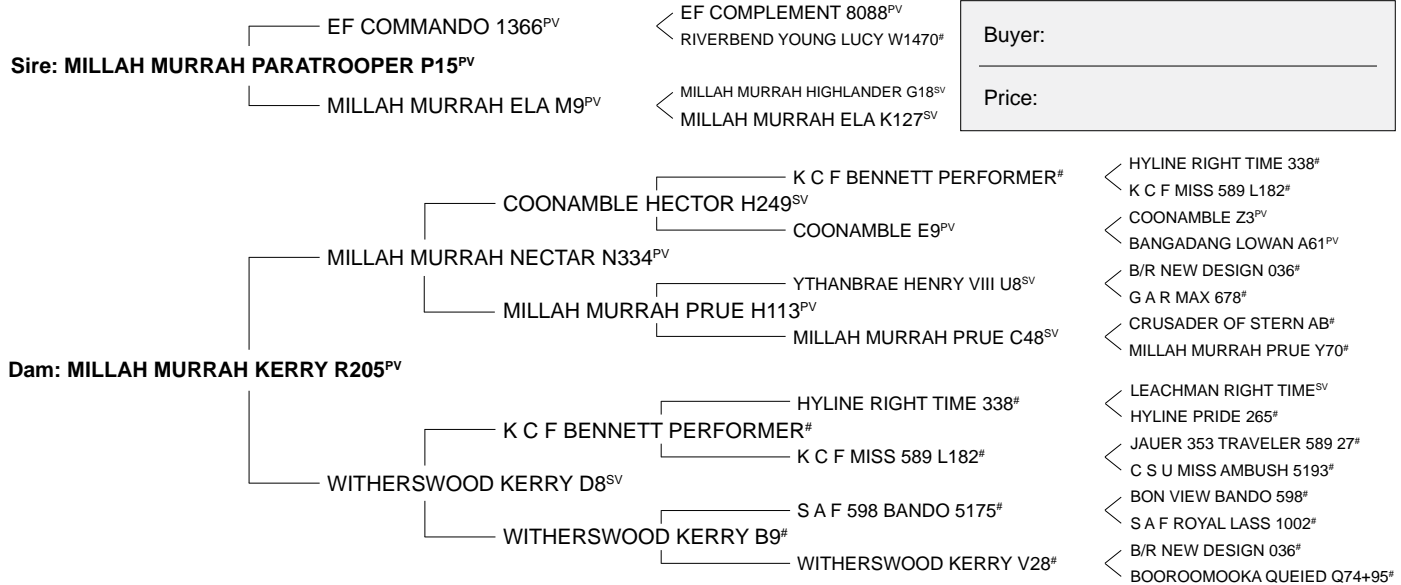 EF COMMANDO 1366PV
EF COMPLEMENT 8088PV
RIVERBEND YOUNG LUCY W1470#
Sire: MILLAH MURRAH PARATROOPER P15PV
MILLAH MURRAH ELA M9PV
MILLAH MURRAH HIGHLANDER G18SV
MILLAH MURRAH ELA K127SV
Buyer:
Price:
HYLINE RIGHT TIME 338#
K C F BENNETT PERFORMER#
K C F MISS 589 L182#
COONAMBLE HECTOR H249SV
COONAMBLE Z3PV
COONAMBLE E9PV
BANGADANG LOWAN A61PV
MILLAH MURRAH NECTAR N334PV
B/R NEW DESIGN 036#
YTHANBRAE HENRY VIII U8SV
G A R MAX 678#
MILLAH MURRAH PRUE H113PV
CRUSADER OF STERN AB#
MILLAH MURRAH PRUE C48SV
MILLAH MURRAH PRUE Y70#
Dam: MILLAH MURRAH KERRY R205PV
LEACHMAN RIGHT TIMESV
HYLINE RIGHT TIME 338#
HYLINE PRIDE 265#
K C F BENNETT PERFORMER#
JAUER 353 TRAVELER 589 27#
K C F MISS 589 L182#
C S U MISS AMBUSH 5193#
WITHERSWOOD KERRY D8SV
BON VIEW BANDO 598#
S A F 598 BANDO 5175#
S A F ROYAL LASS 1002#
WITHERSWOOD KERRY B9#
B/R NEW DESIGN 036#
WITHERSWOOD KERRY V28#
BOOROOMOOKA QUEIED Q74+95#